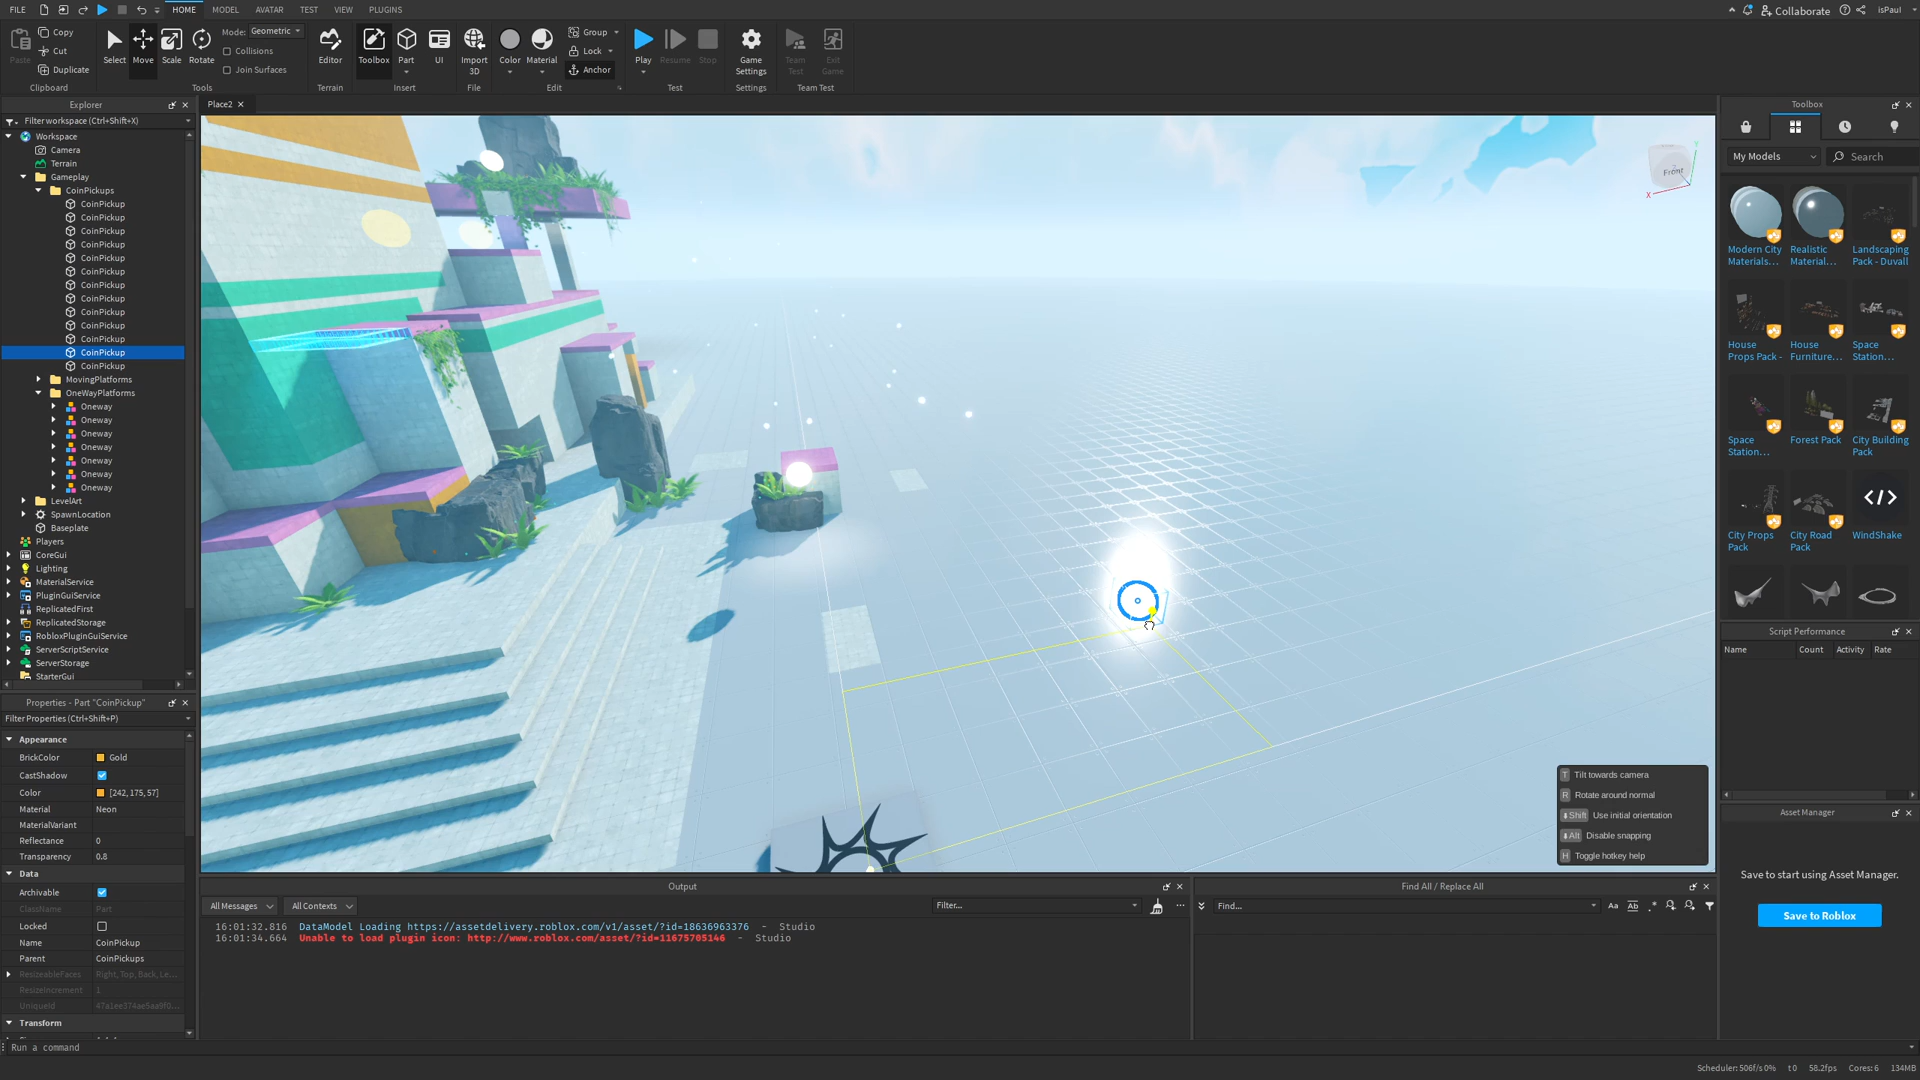 FILE HOME MODEL AVATAR TEST VIEW PLUGINS Collaborate isPaul
Paste Copy Cut Duplicate Clipboard
Select Move Scale Rotate Mode: Geometric Collisions Join Surfaces Tools
Editor Terrain
Toolbox Part UI Insert
Import 3D File
Color Material Group Lock Anchor Edit
Play Resume Stop Test
Game Settings Settings
Team Test Exit Game Team Test
Explorer
Filter workspace (Ctrl+Shift+X)
Workspace
Camera
Terrain
Gameplay
CoinPickups
CoinPickup
CoinPickup
CoinPickup
CoinPickup
CoinPickup
CoinPickup
CoinPickup
CoinPickup
CoinPickup
CoinPickup
CoinPickup
CoinPickup
CoinPickup
MovingPlatforms
OneWayPlatforms
Oneway
Oneway
Oneway
Oneway
Oneway
Oneway
Oneway
LevelArt
SpawnLocation
Baseplate
Players
CoreGui
Lighting
MaterialService
PluginGuiService
ReplicatedFirst
ReplicatedStorage
RobloxPluginGuiService
ServerScriptService
ServerStorage
StarterGui
Properties - Part "CoinPickup"
Filter Properties (Ctrl+Shift+P)
Appearance
BrickColor Gold
CastShadow
Color [242, 175, 57]
Material Neon
MaterialVariant
Reflectance 0
Transparency 0.8
Data
Archivable
ClassName Part
Locked
Name CoinPickup
Parent CoinPickups
ResizeableFaces Right, Top, Back, Le...
ResizeIncrement 1
UniqueId 47a1ee374ae5aa9f0...
Transform
Run a command
Place2
Front
X
Y
T Tilt towards camera
R Rotate around normal
Shift Use initial orientation
Alt Disable snapping
H Toggle hotkey help
Output
All Messages All Contexts Filter...
16:01:32.816 DataModel Loading https://assetdelivery.roblox.com/v1/asset/?id=18636963376 - Studio
16:01:34.664 Unable to load plugin icon: http://www.roblox.com/asset/?id=11675705146 - Studio
Find All / Replace All
Find... Aa Ab .*
Toolbox
My Models Search
Modern City Materials...
Realistic Material...
Landscaping Pack - Duvall
House Props Pack -
House Furniture...
Space Station...
Space Station...
Forest Pack
City Building Pack
City Props Pack
City Road Pack
</>
WindShake
Script Performance
Name Count Activity Rate
Asset Manager
Save to start using Asset Manager.
Save to Roblox
Scheduler: 506f/s 0% t 0 58.2fps Cores: 6 134MB